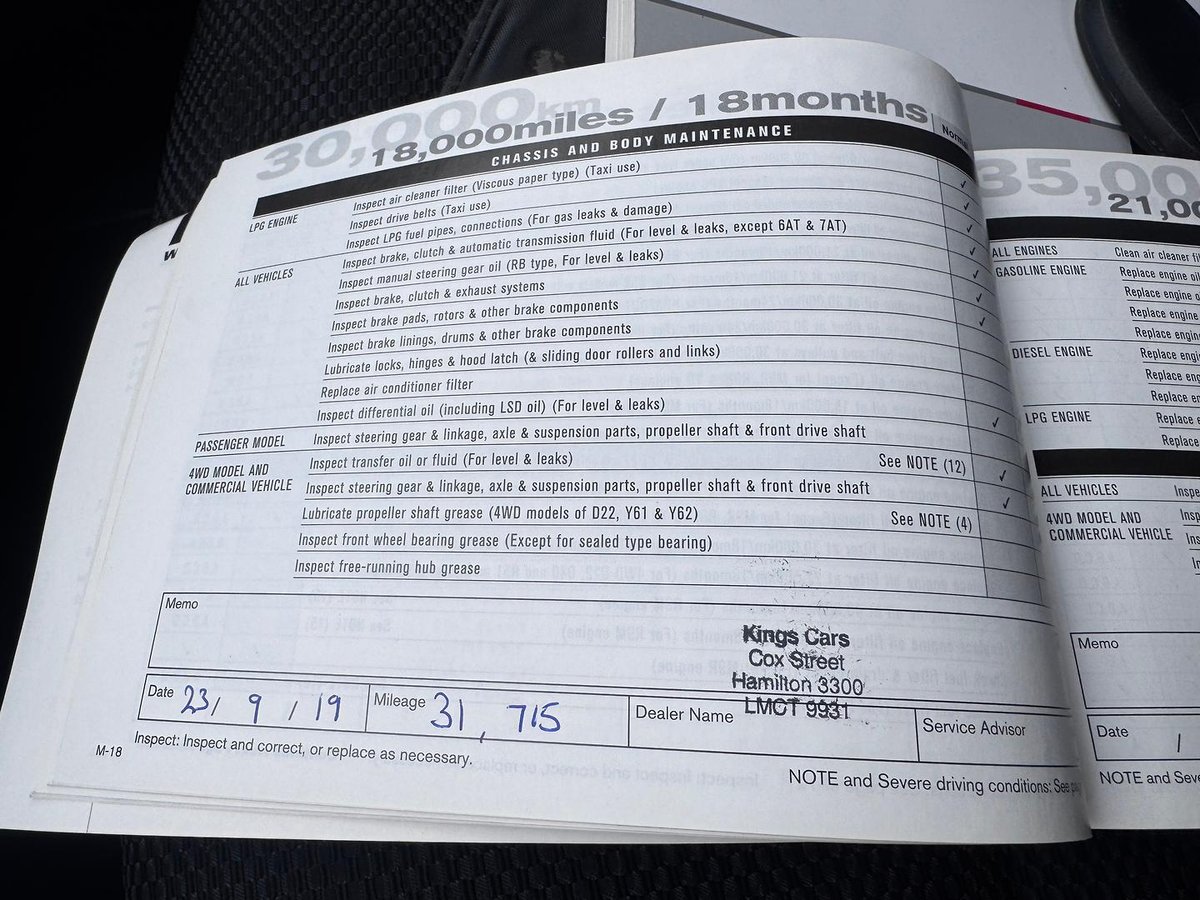 30,000km
18,000miles / 18months
CHASSIS AND BODY MAINTENANCE
LPG ENGINE Inspect air cleaner filter (Viscous paper type) (Taxi use) ✓
Inspect drive belts (Taxi use) ✓
Inspect LPG fuel pipes, connections (For gas leaks & damage)
ALL VEHICLES Inspect brake, clutch & automatic transmission fluid (For level & leaks, except 6AT & 7AT) ✓
Inspect manual steering gear oil (RB type, For level & leaks) ✓
Inspect brake, clutch & exhaust systems ✓
Inspect brake pads, rotors & other brake components ✓
Inspect brake linings, drums & other brake components
Lubricate locks, hinges & hood latch (& sliding door rollers and links)
Replace air conditioner filter
Inspect differential oil (including LSD oil) (For level & leaks) ✓
PASSENGER MODEL Inspect steering gear & linkage, axle & suspension parts, propeller shaft & front drive shaft
4WD MODEL AND COMMERCIAL VEHICLE Inspect transfer oil or fluid (For level & leaks) See NOTE (12) ✓
Inspect steering gear & linkage, axle & suspension parts, propeller shaft & front drive shaft ✓
Lubricate propeller shaft grease (4WD models of D22, Y61 & Y62) See NOTE (4)
Inspect front wheel bearing grease (Except for sealed type bearing)
Inspect free-running hub grease
Memo
Kings Cars
Cox Street
Hamilton 3300
LMCT 9931
Date 23/ 9 / 19 Mileage 31, 715 Dealer Name Service Advisor
M-18 Inspect: Inspect and correct, or replace as necessary.
NOTE and Severe driving conditions: See
35,00
21,00
ALL ENGINES Clean air cleaner
GASOLINE ENGINE Replace engine
Replace engine
Replace engine
Replace
DIESEL ENGINE Replace
Replace
Replace
LPG ENGINE Replace
Replace
ALL VEHICLES
4WD MODEL AND
COMMERCIAL VEHICLE
Memo
Date /
NOTE and